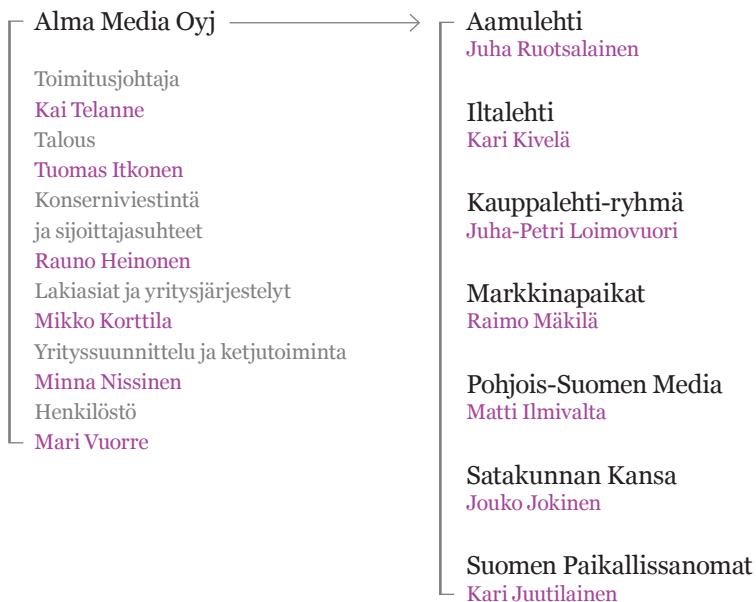 Alma Media Oyj
Toimitusjohtaja
Kai Telanne
Talous
Tuomas Itkonen
Konserniviestintä
ja sijoittajasuhteet
Rauno Heinonen
Lakiasiat ja yritysjärjestelyt
Mikko Korttila
Yrityssuunnittelu ja ketjutoiminta
Minna Nissinen
Henkilöstö
Mari Vuorre
Aamulehti
Juha Ruotsalainen
Iltalehti
Kari Kivelä
Kauppalehti-ryhmä
Juha-Petri Loimovuori
Markkinapaikat
Raimo Mäkilä
Pohjois-Suomen Media
Matti Ilmivalta
Satakunnan Kansa
Jouko Jokinen
Suomen Paikallissanomat
Kari Juutilainen